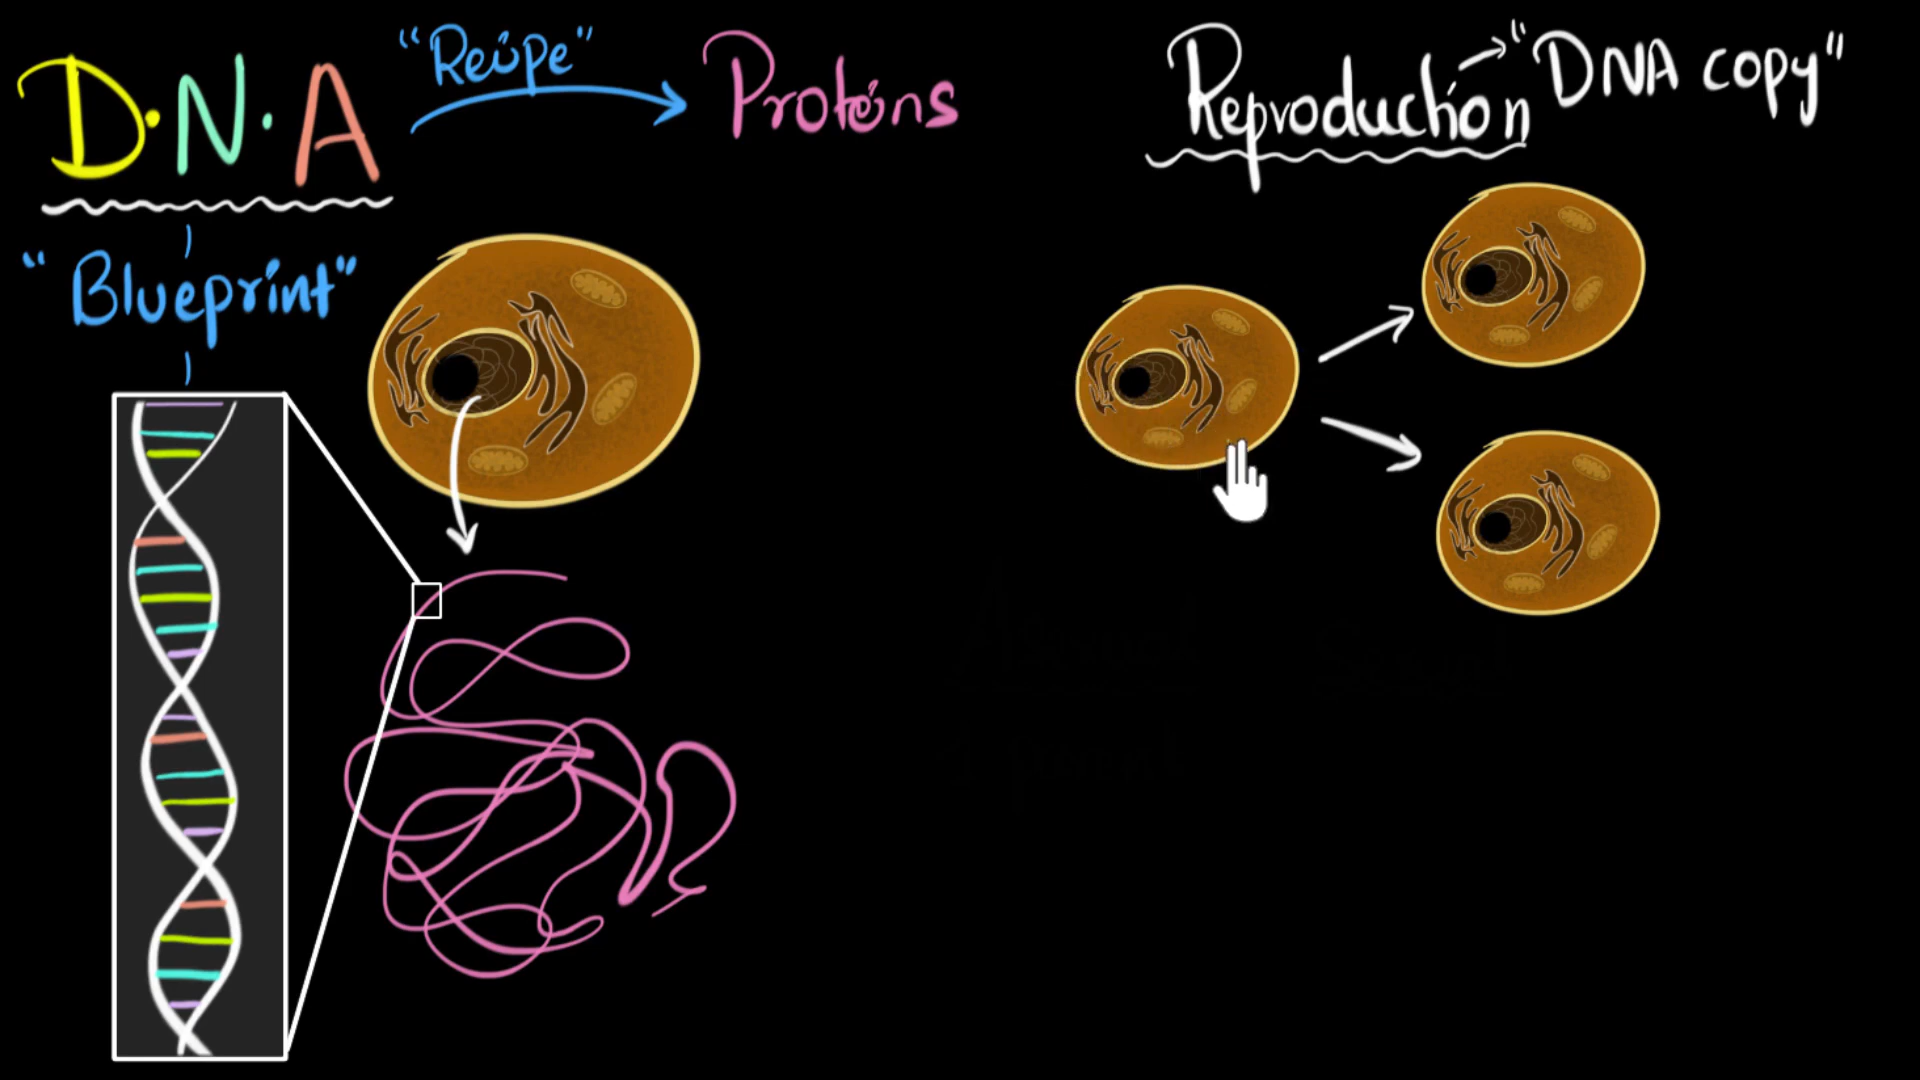 D.N.A
"Recipe"
Proteins
"Blueprint"
Reproduction
"DNA copy"